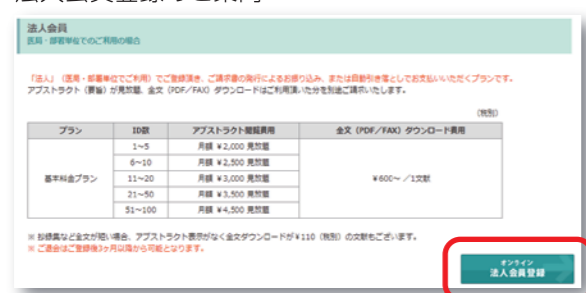 法人会員登録のご案内
法人会員
医局・部署単位でのご利用の場合
「法人」（医局・部署単位でご利用）でご登録頂き、ご請求書の発行によるお振り込み、または自動引き落としでお支払いいただくプランです。
アブストラクト（要旨）が見放題、全文（PDF/FAX）ダウンロードはご利用頂いた分を別途ご請求いたします。
（税別）
プラン ID数 アブストラクト閲覧費用 全文（PDF/FAX）ダウンロード費用
1～5 月額 ¥2,000 見放題
6～10 月額 ¥2,500 見放題
基本料金プラン 11～20 月額 ¥3,000 見放題 ¥600～ /1文献
21～50 月額 ¥3,500 見放題
51～100 月額 ¥4,500 見放題
※ 抄録集など全文が短い場合、アブストラクト表示がなく全文ダウンロードが¥110（税別）の文献もございます。
※ ご退会はご登録後3ヶ月以降から可能となります。
オンライン
法人会員登録